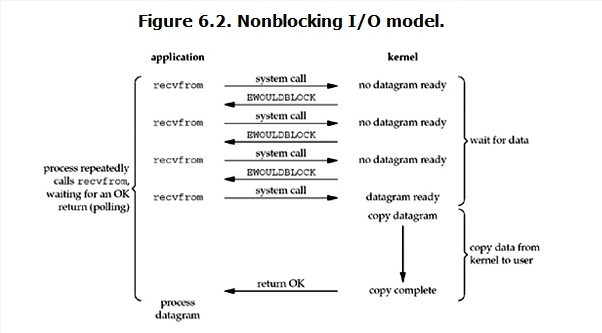 Figure 6.2. Nonblocking I/O model.
application
kernel
recvfrom
system call
no datagram ready
EWOULDBLOCK
recvfrom
system call
no datagram ready
EWOULDBLOCK
recvfrom
system call
no datagram ready
EWOULDBLOCK
recvfrom
system call
datagram ready
wait for data
process repeatedly
calls recvfrom,
waiting for an OK
return (polling)
copy datagram
copy data from
kernel to user
return OK
copy complete
process
datagram